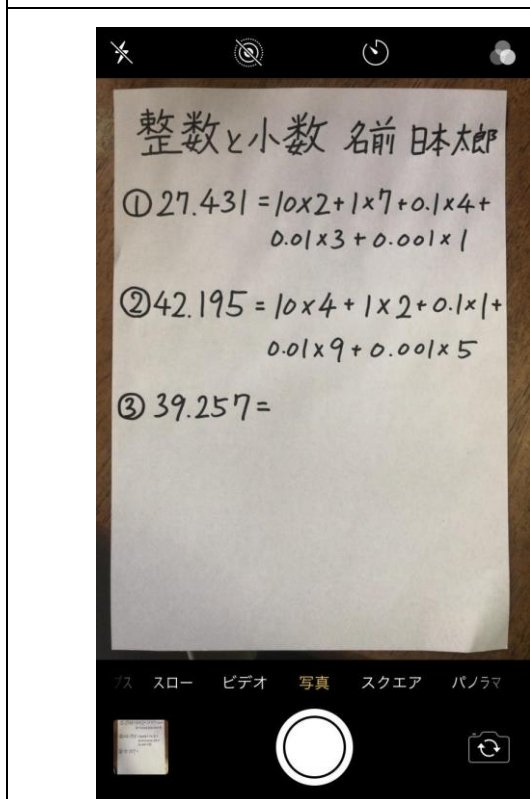 整数と小数 名前 日本太郎
①27.431=10×2+1×7+0.1×4+
0.01×3+0.001×1
②42.195=10×4+1×2+0.1×1+
0.01×9+0.001×5
③39.257=
スロー ビデオ 写真 スクエア パノラマ